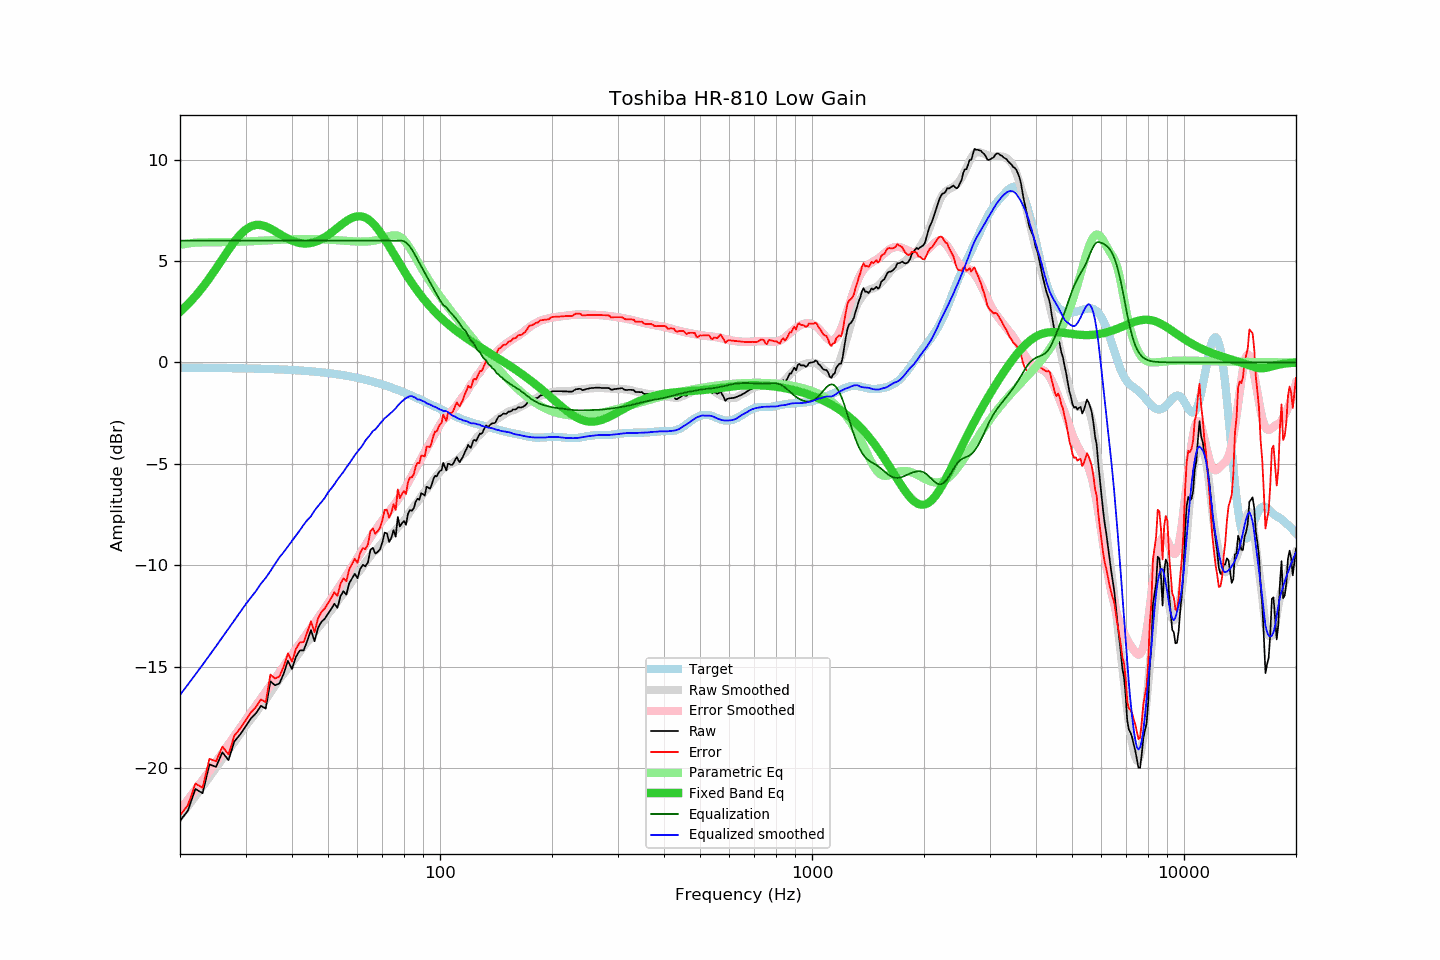 Toshiba HR-810 Low Gain
10
5
0
−5
−10
−15
−20
Amplitude (dBr)
100
1000
10000
Frequency (Hz)
Target
Raw Smoothed
Error Smoothed
Raw
Error
Parametric Eq
Fixed Band Eq
Equalization
Equalized smoothed